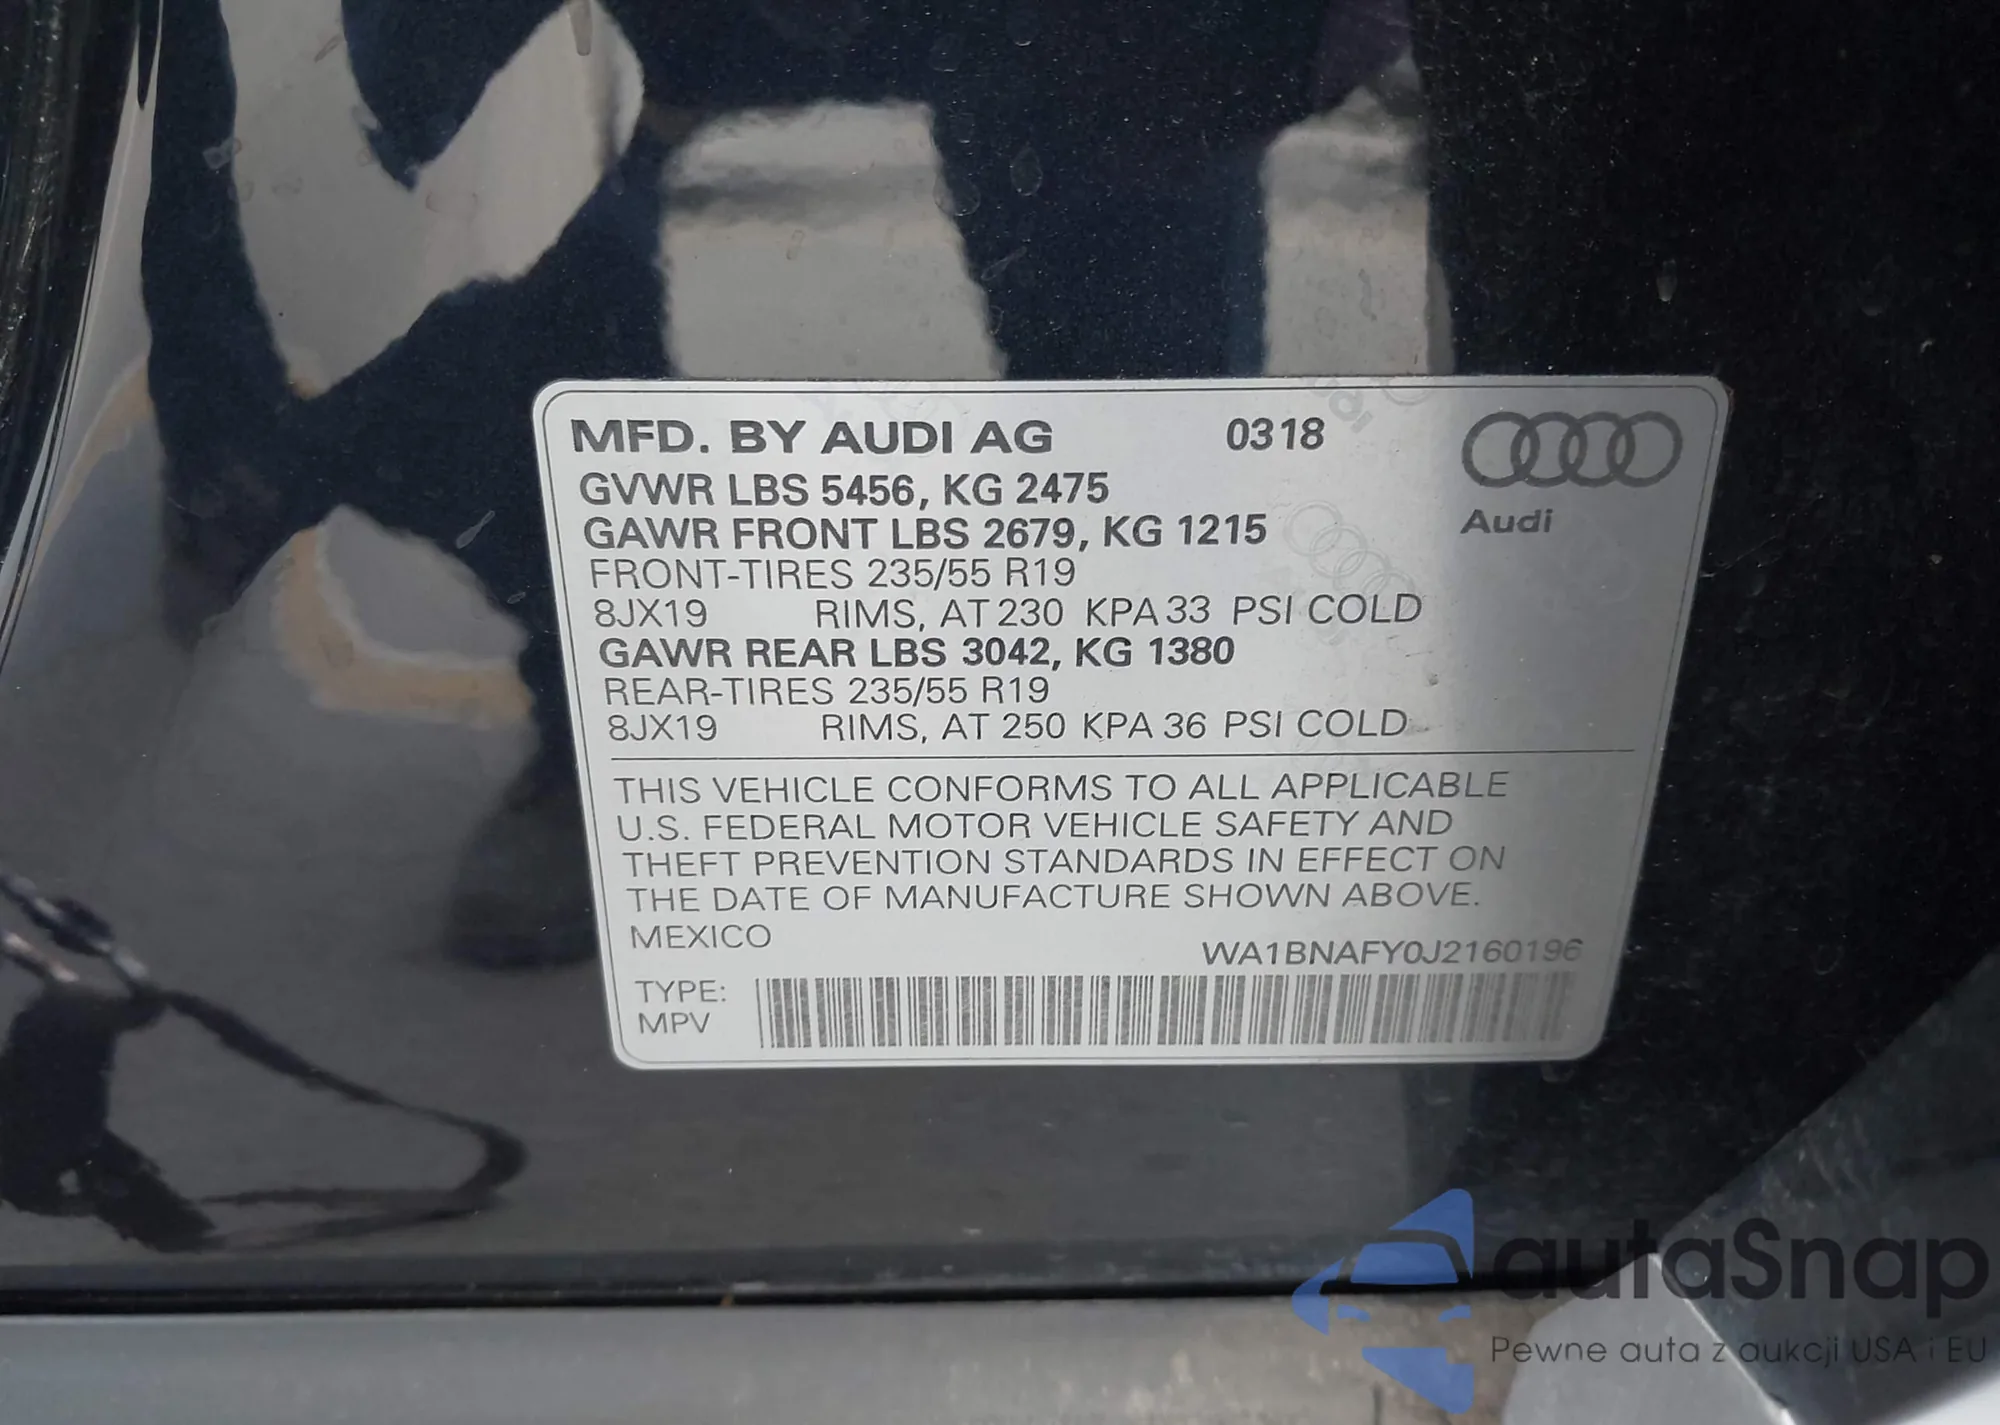 MFD. BY AUDI AG 0318
GVWR LBS 5456, KG 2475
GAWR FRONT LBS 2679, KG 1215
Audi
FRONT-TIRES 235/55 R19
8JX19 RIMS, AT 230 KPA 33 PSI COLD
GAWR REAR LBS 3042, KG 1380
REAR-TIRES 235/55 R19
8JX19 RIMS, AT 250 KPA 36 PSI COLD
THIS VEHICLE CONFORMS TO ALL APPLICABLE
U.S. FEDERAL MOTOR VEHICLE SAFETY AND
THEFT PREVENTION STANDARDS IN EFFECT ON
THE DATE OF MANUFACTURE SHOWN ABOVE.
MEXICO
WA1BNAFY0J2160196
TYPE:
MPV
autaSnap
Pewne auta z aukcji USA i EU